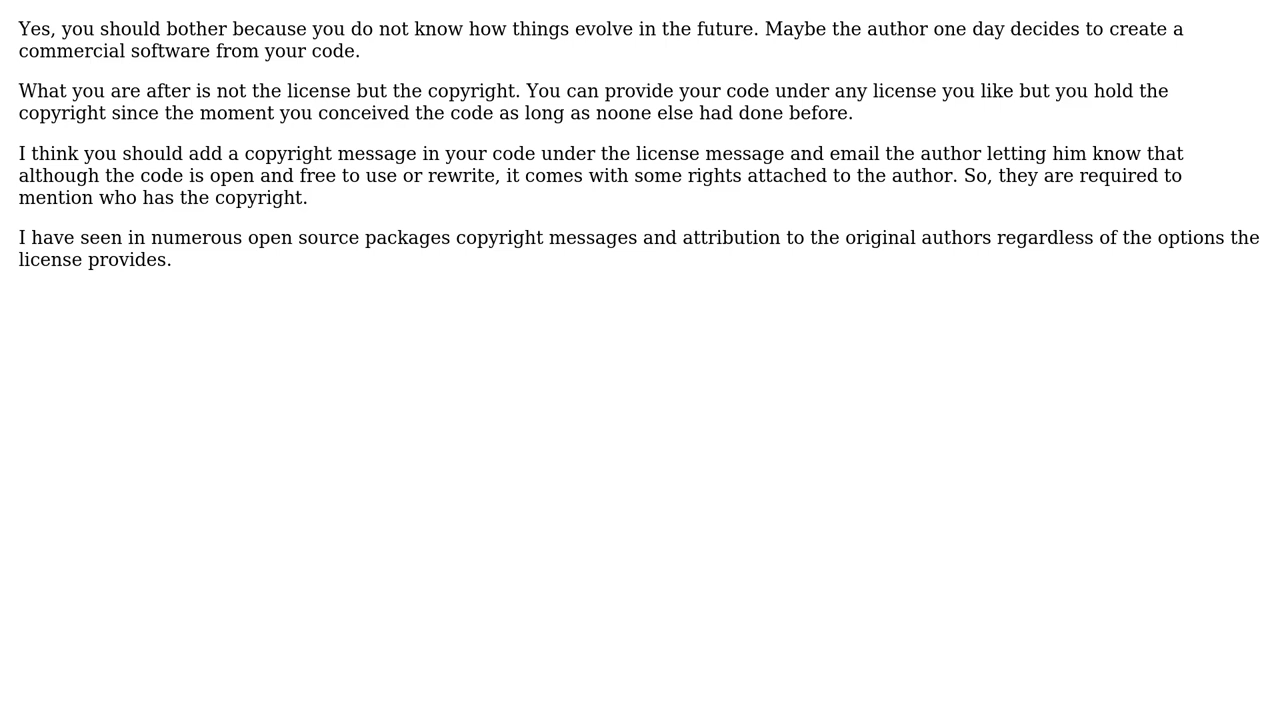 Yes, you should bother because you do not know how things evolve in the future. Maybe the author one day decides to create a
commercial software from your code.
What you are after is not the license but the copyright. You can provide your code under any license you like but you hold the
copyright since the moment you conceived the code as long as noone else had done before.
I think you should add a copyright message in your code under the license message and email the author letting him know that
although the code is open and free to use or rewrite, it comes with some rights attached to the author. So, they are required to
mention who has the copyright.
I have seen in numerous open source packages copyright messages and attribution to the original authors regardless of the options the
license provides.